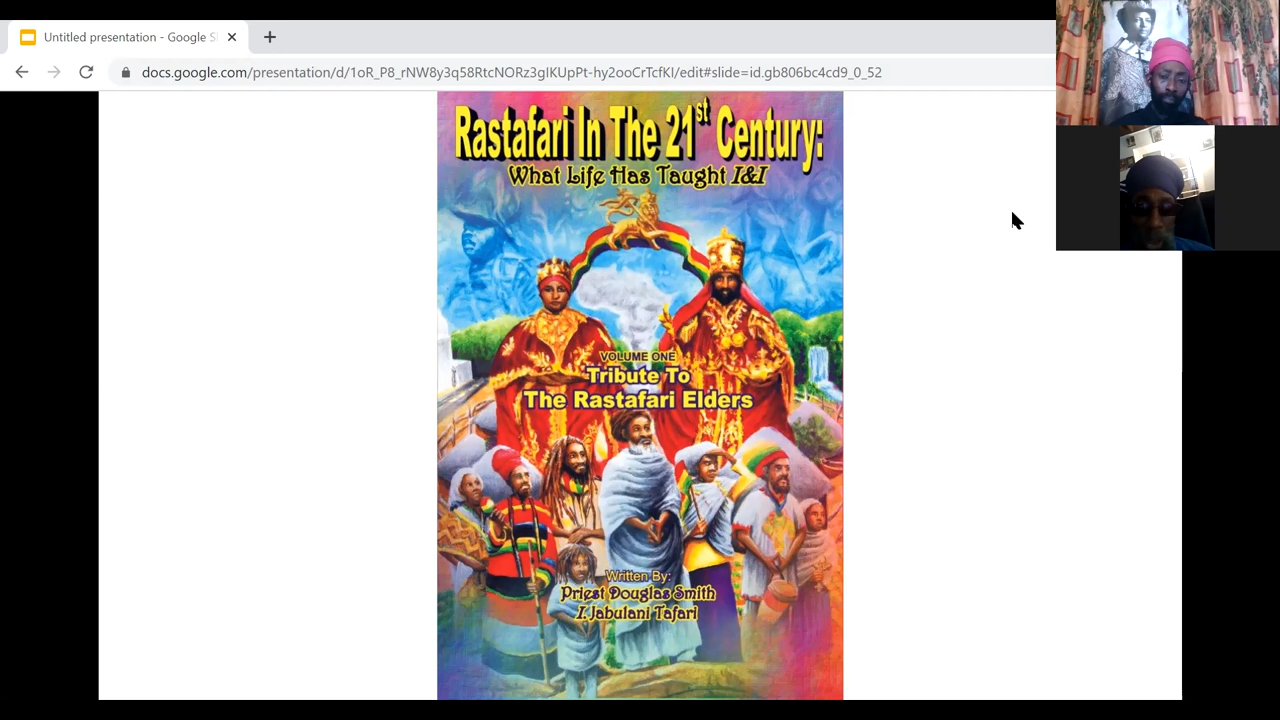 Untitled presentation - Google S
docs.google.com/presentation/d/1oR_P8_rNW8y3q58RtcNORz3gIKUpPt-hy2ooCrTcfKI/edit#slide=id.gb806bc4cd9_0_52
Rastafari In The 21st Century:
What Life Has Taught I&I
VOLUME ONE
Tribute To
The Rastafari Elders
Written By:
Priest Douglas Smith
I. Jabulani Tafari